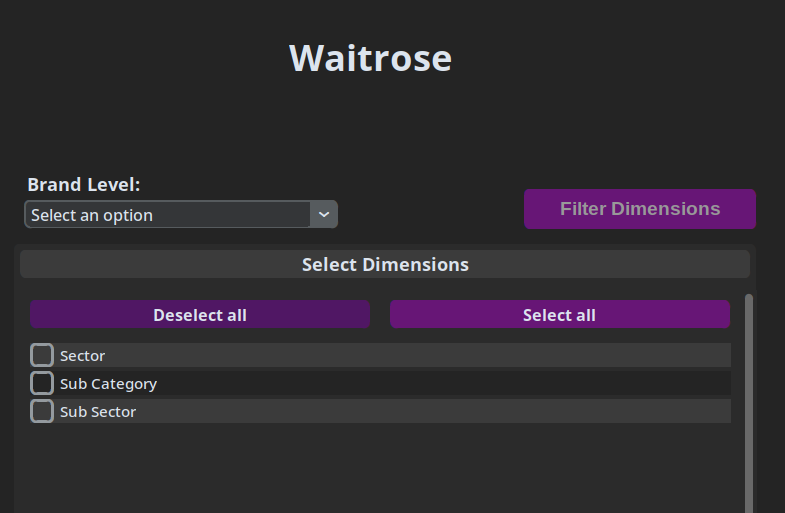 Waitrose
Brand Level:
Select an option
Filter Dimensions
Select Dimensions
Deselect all
Select all
Sector
Sub Category
Sub Sector